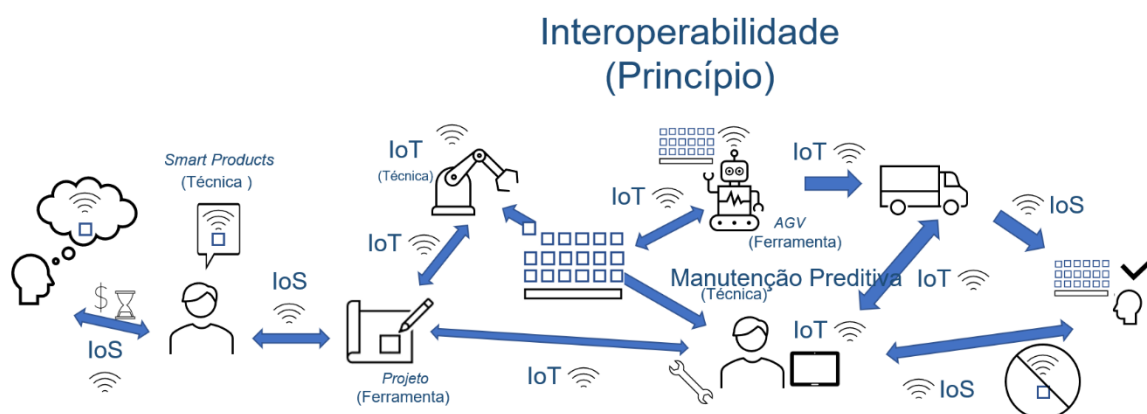 Interoperabilidade
(Princípio)
Smart Products
(Técnica )
IoT
(Técnica)
IoT
IoT
IoT
AGV
(Ferramenta)
IoS
$
IoS
IoS
Projeto
(Ferramenta)
IoT
Manutenção Preditiva
(Técnica)
IoT
IoT
IoS